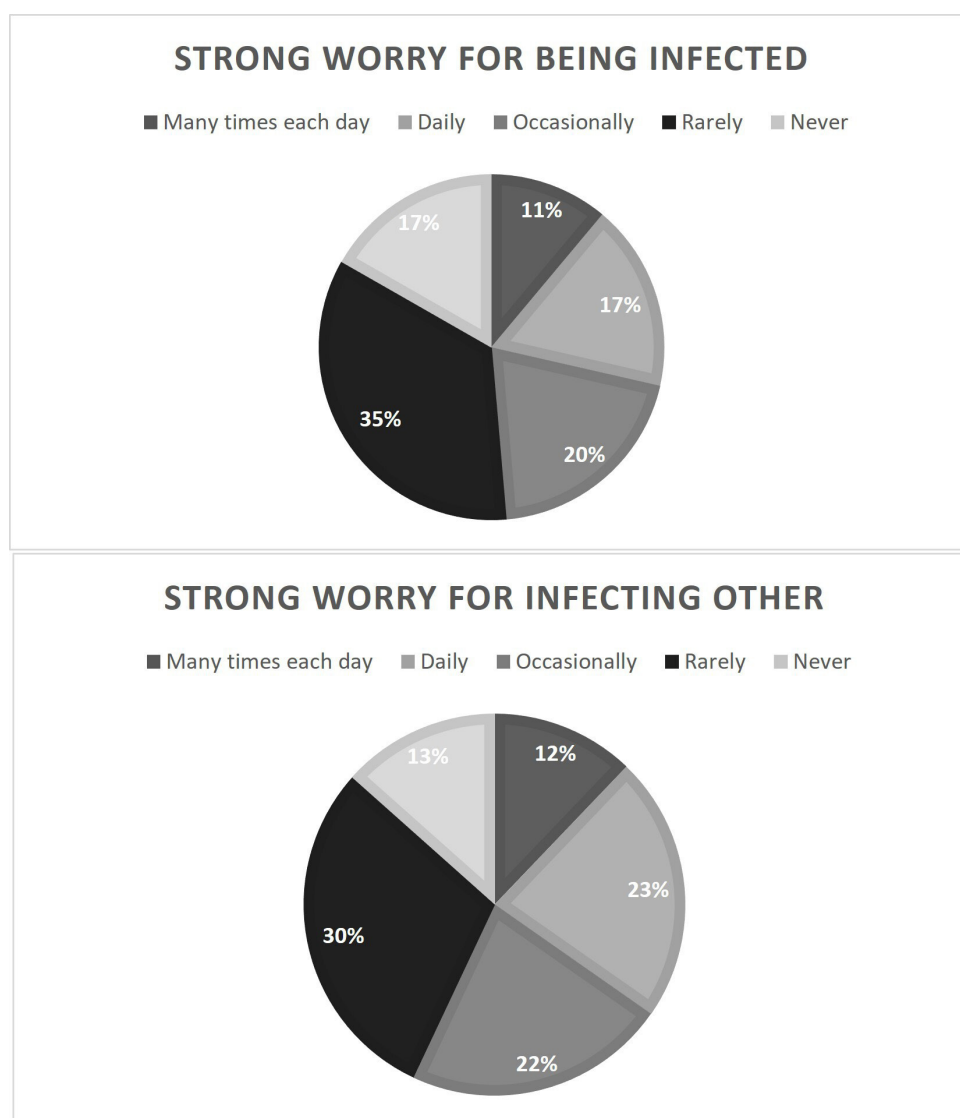 STRONG WORRY FOR BEING INFECTED
Many times each day Daily Occasionally Rarely Never
17%
11%
17%
35%
20%
STRONG WORRY FOR INFECTING OTHER
Many times each day Daily Occasionally Rarely Never
13%
12%
23%
30%
22%